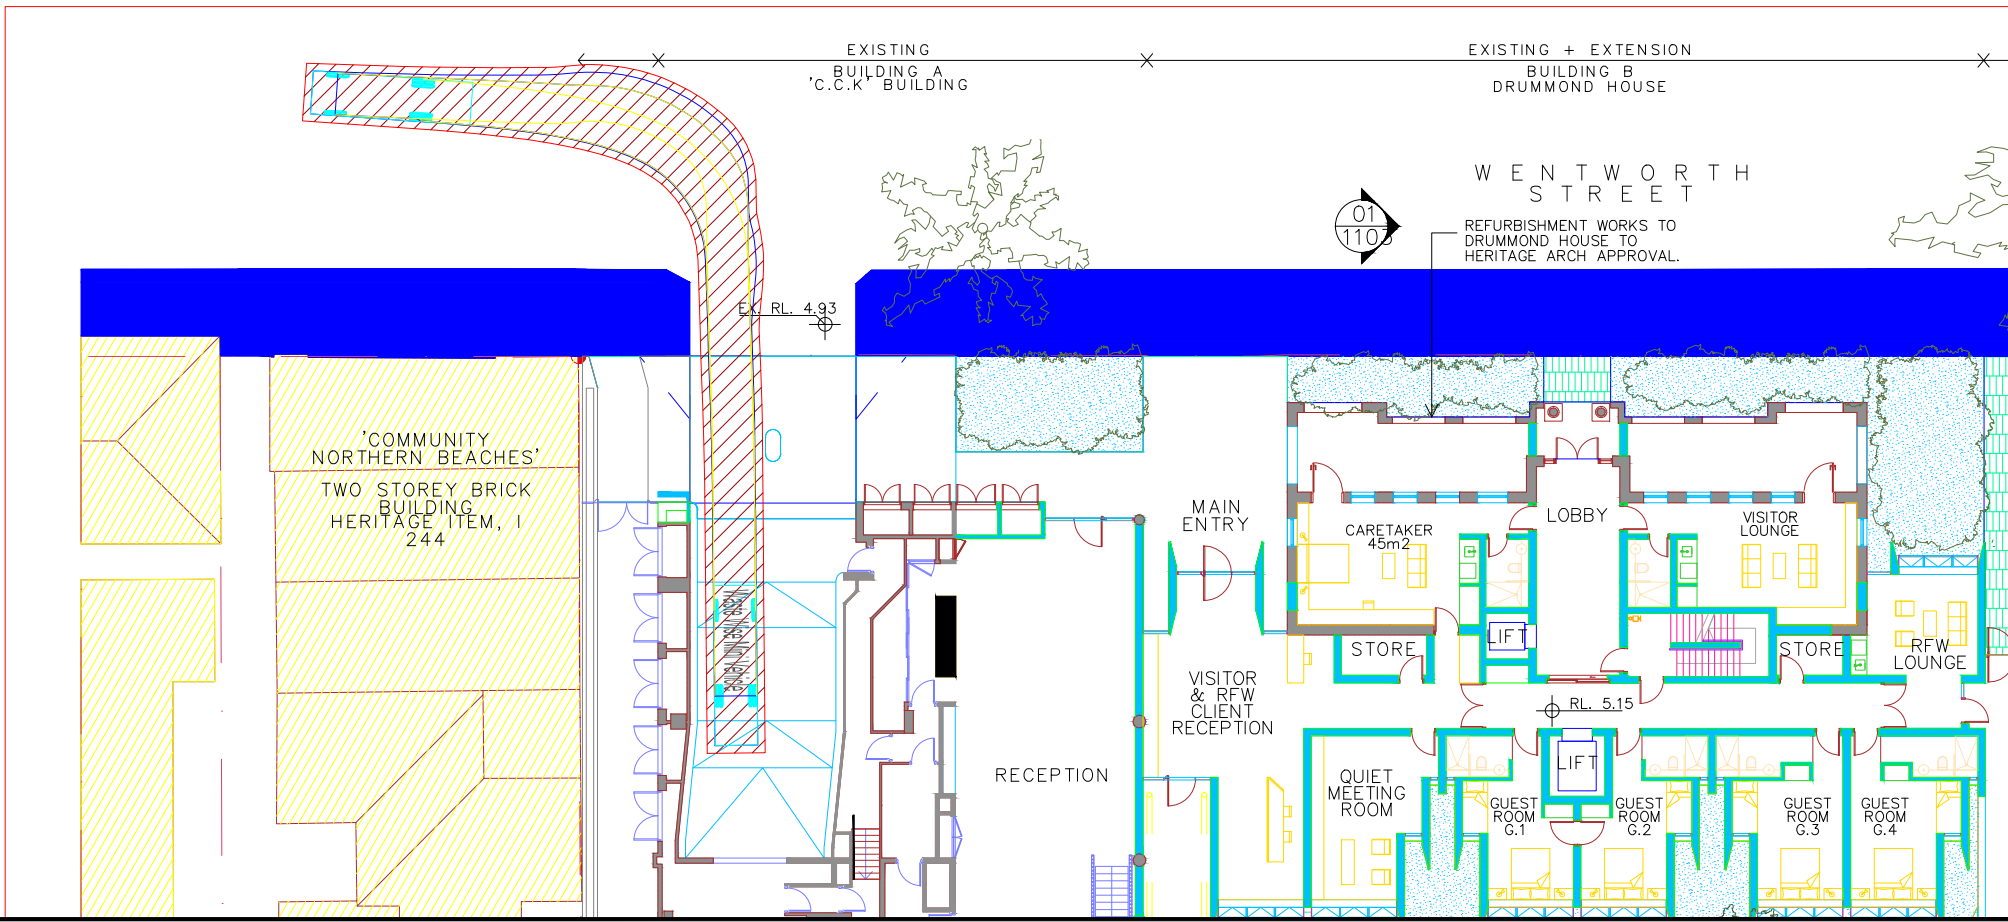 EXISTING
BUILDING A
'C.C.K' BUILDING
EXISTING + EXTENSION
BUILDING B
DRUMMOND HOUSE
WENTWORTH
STREET
01
1103
REFURBISHMENT WORKS TO
DRUMMOND HOUSE TO
HERITAGE ARCH APPROVAL.
EX. RL. 4.93
'COMMUNITY
NORTHERN BEACHES'
TWO STOREY BRICK
BUILDING
HERITAGE ITEM, I
244
MAIN
ENTRY
CARETAKER
45m2
LOBBY
VISITOR
LOUNGE
LIFT
STORE
STORE
RFW
LOUNGE
VISITOR
& RFW
CLIENT
RECEPTION
RL. 5.15
RECEPTION
QUIET
MEETING
ROOM
LIFT
GUEST
ROOM
G.1
GUEST
ROOM
G.2
GUEST
ROOM
G.3
GUEST
ROOM
G.4